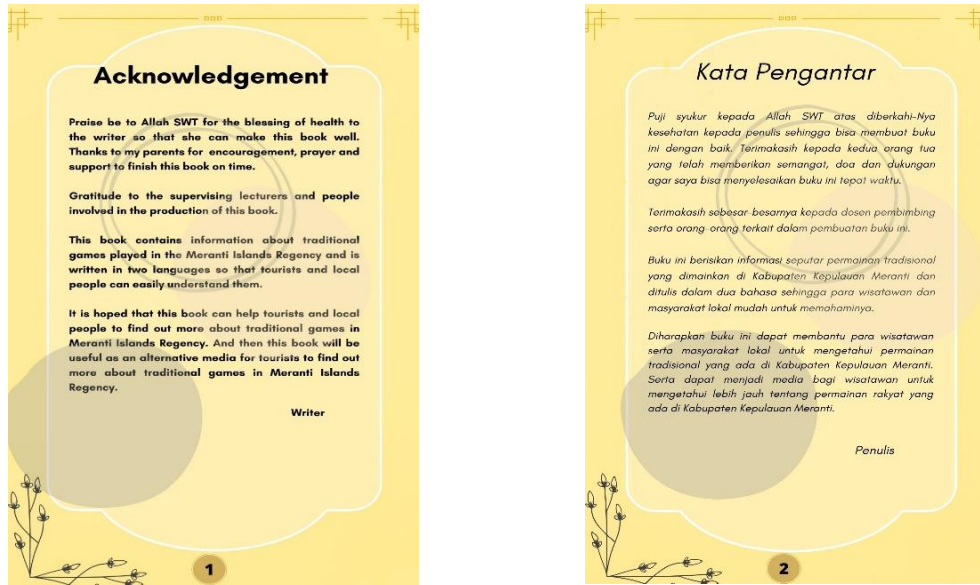 Acknowledgement
Praise be to Allah SWT for the blessing of health to
the writer so that she can make this book well.
Thanks to my parents for encouragement, prayer and
support to finish this book on time.
Gratitude to the supervising lecturers and people
involved in the production of this book.
This book contains information about traditional
games played in the Meranti Islands Regency and is
written in two languages so that tourists and local
people can easily understand them.
It is hoped that this book can help tourists and local
people to find out more about traditional games in
Meranti Islands Regency. And then this book will be
useful as an alternative media for tourists to find out
more about traditional games in Meranti Islands
Regency.
Writer
1
Kata Pengantar
Puji syukur kepada Allah SWT atas diberkahi-Nya
kesehatan kepada penulis sehingga bisa membuat buku
ini dengan baik. Terimakasih kepada kedua orang tua
yang telah memberikan semangat, doa dan dukungan
agar saya bisa menyelesaikan buku ini tepat waktu.
Terimakasih sebesar-besarnya kepada dosen pembimbing
serta orang-orang terkait dalam pembuatan buku ini.
Buku ini berisikan informasi seputar permainan tradisional
yang dimainkan di Kabupaten Kepulauan Meranti dan
ditulis dalam dua bahasa sehingga para wisatawan dan
masyarakat lokal mudah untuk memahaminya.
Diharapkan buku ini dapat membantu para wisatawan
serta masyarakat lokal untuk mengetahui permainan
tradisional yang ada di Kabupaten Kepulauan Meranti.
Serta dapat menjadi media bagi wisatawan untuk
mengetahui lebih jauh tentang permainan rakyat yang
ada di Kabupaten Kepulauan Meranti.
Penulis
2